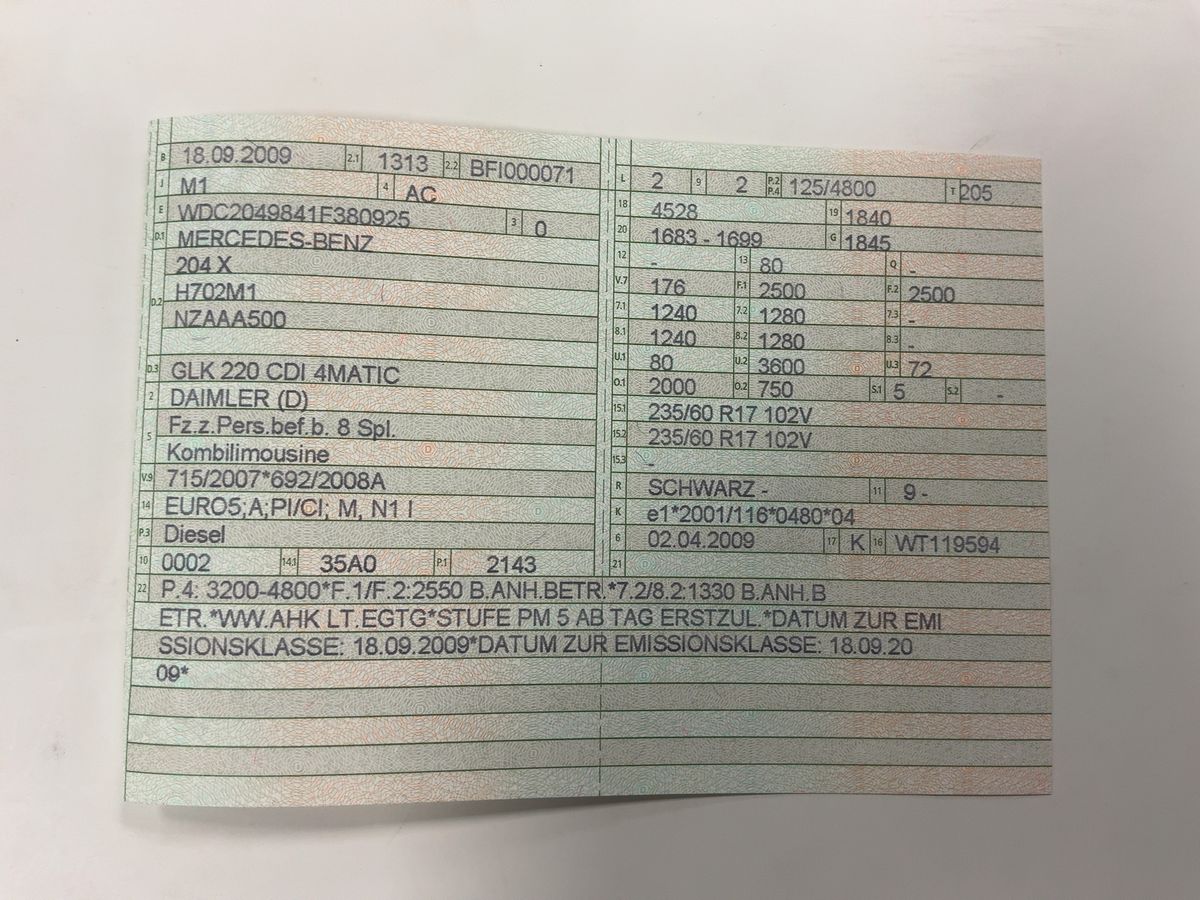 B 18.09.2009 2.1 1313 2.2 BFI000071
J M1 4 AC
E WDC2049841F380925 3 0
D.1 MERCEDES-BENZ
204 X
D.2 H702M1
NZAAA500
D.3 GLK 220 CDI 4MATIC
2 DAIMLER (D)
5 Fz.z.Pers.bef.b. 8 Spl.
Kombilimousine
V.9 715/2007*692/2008A
14 EURO5;A;PI/CI; M, N1 I
P.3 Diesel
10 0002 14.1 35A0 P.1 2143
L 2 9 2 P.2 P.4 125/4800 T 205
18 4528 19 1840
20 1683 - 1699 G 1845
12 - 13 80 Q -
V.7 176 F.1 2500 F.2 2500
7.1 1240 7.2 1280 7.3 -
8.1 1240 8.2 1280 8.3 -
U.1 80 U.2 3600 U.3 72
O.1 2000 O.2 750 S.1 5 S.2 -
15.1 235/60 R17 102V
15.2 235/60 R17 102V
15.3 -
R SCHWARZ - 11 9 -
K e1*2001/116*0480*04
6 02.04.2009 17 K 16 WT119594
21
22 P.4: 3200-4800*F.1/F.2:2550 B.ANH.BETR.*7.2/8.2:1330 B.ANH.B
ETR.*WW.AHK LT.EGTG*STUFE PM 5 AB TAG ERSTZUL.*DATUM ZUR EMI
SSIONSKLASSE: 18.09.2009*DATUM ZUR EMISSIONSKLASSE: 18.09.20
09*